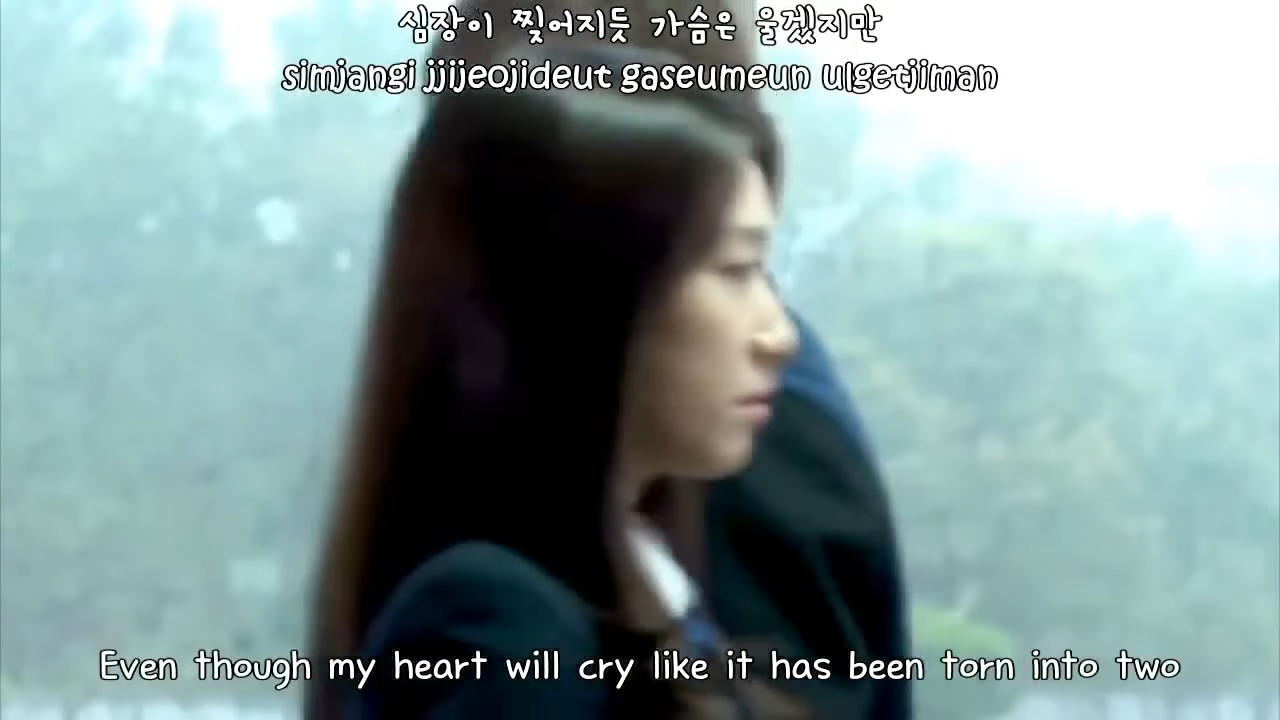 심장이 찢어지듯 가슴은 울겠지만
simjangi jjijeojideut gaseumeun ulgetjiman
Even though my heart will cry like it has been torn into two